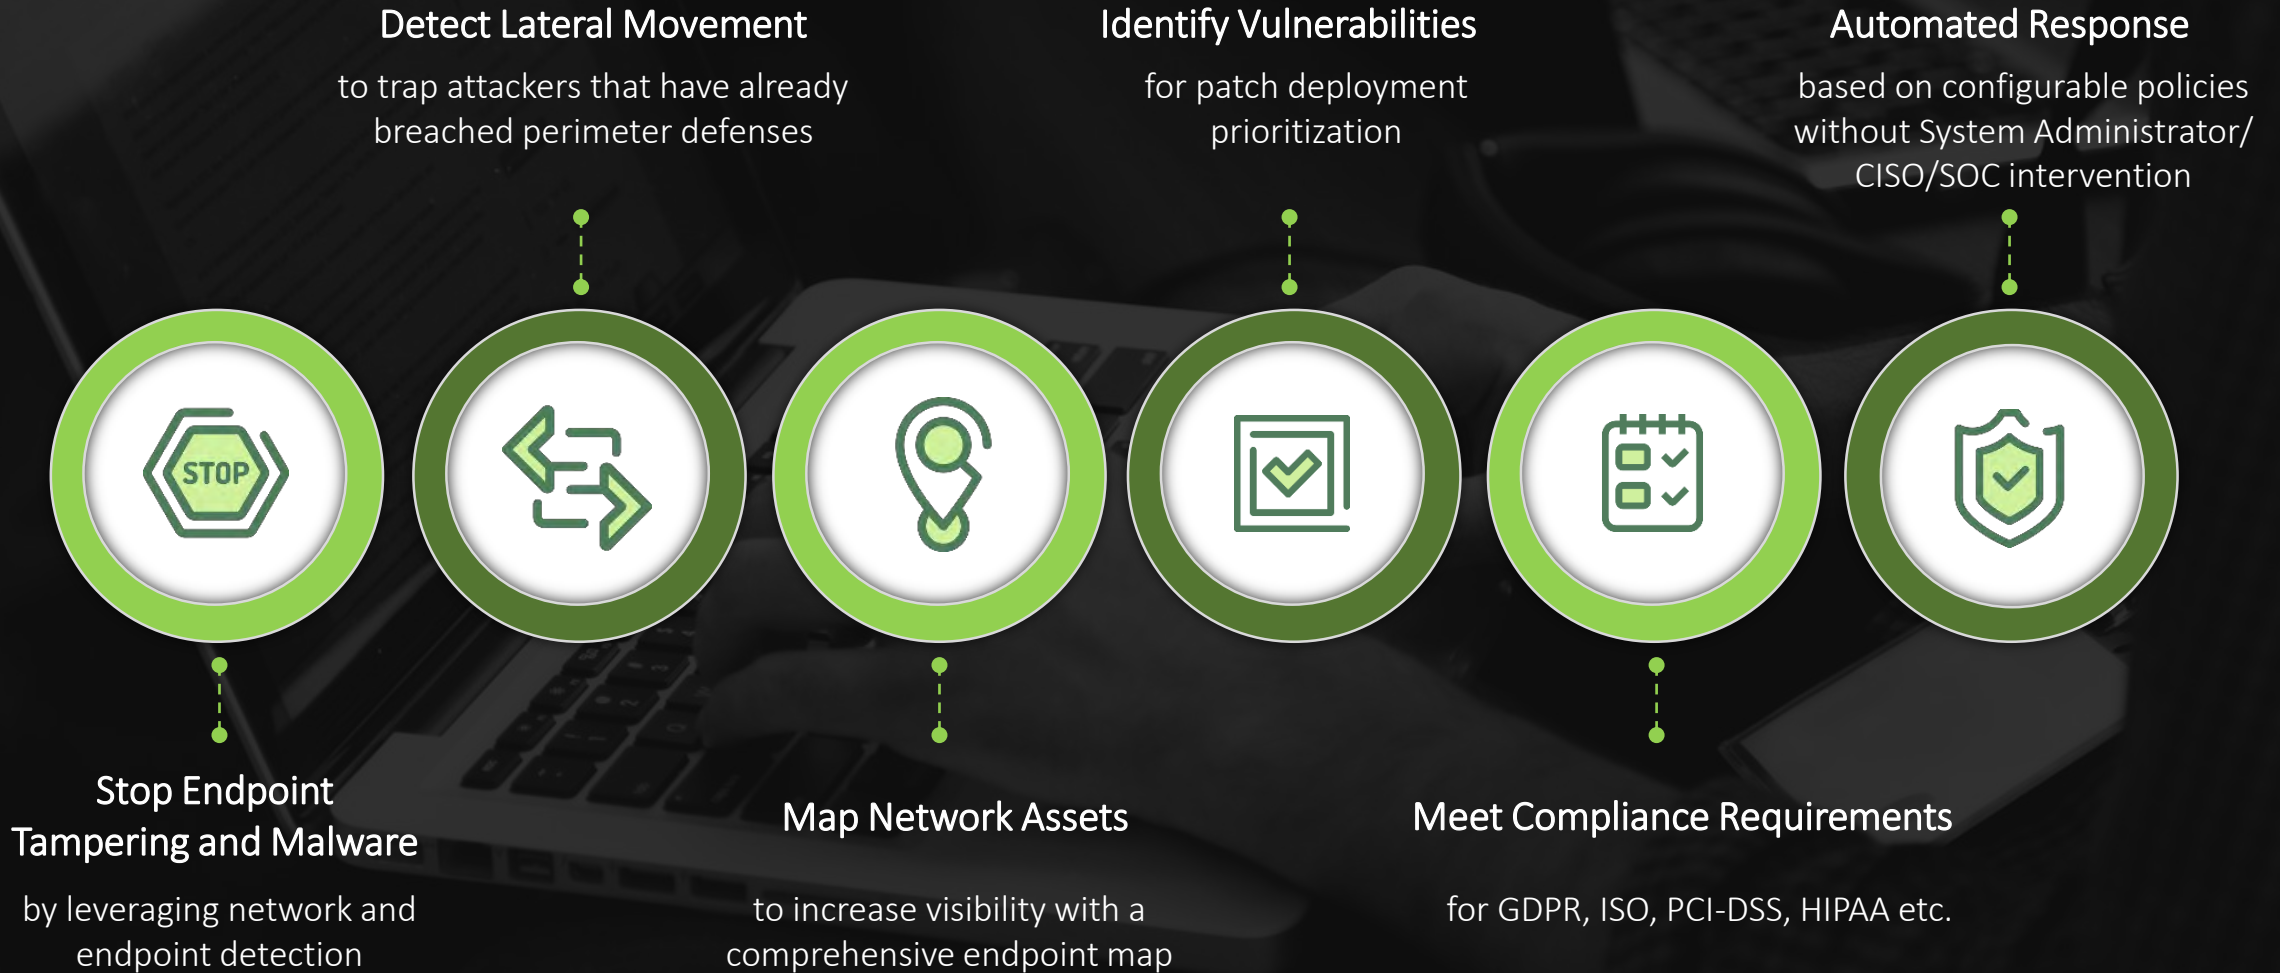 Detect Lateral Movement
to trap attackers that have already
breached perimeter defenses
Identify Vulnerabilities
for patch deployment
prioritization
Automated Response
based on configurable policies
without System Administrator/
CISO/SOC intervention
STOP
Stop Endpoint
Tampering and Malware
by leveraging network and
endpoint detection
Map Network Assets
to increase visibility with a
comprehensive endpoint map
Meet Compliance Requirements
for GDPR, ISO, PCI-DSS, HIPAA etc.